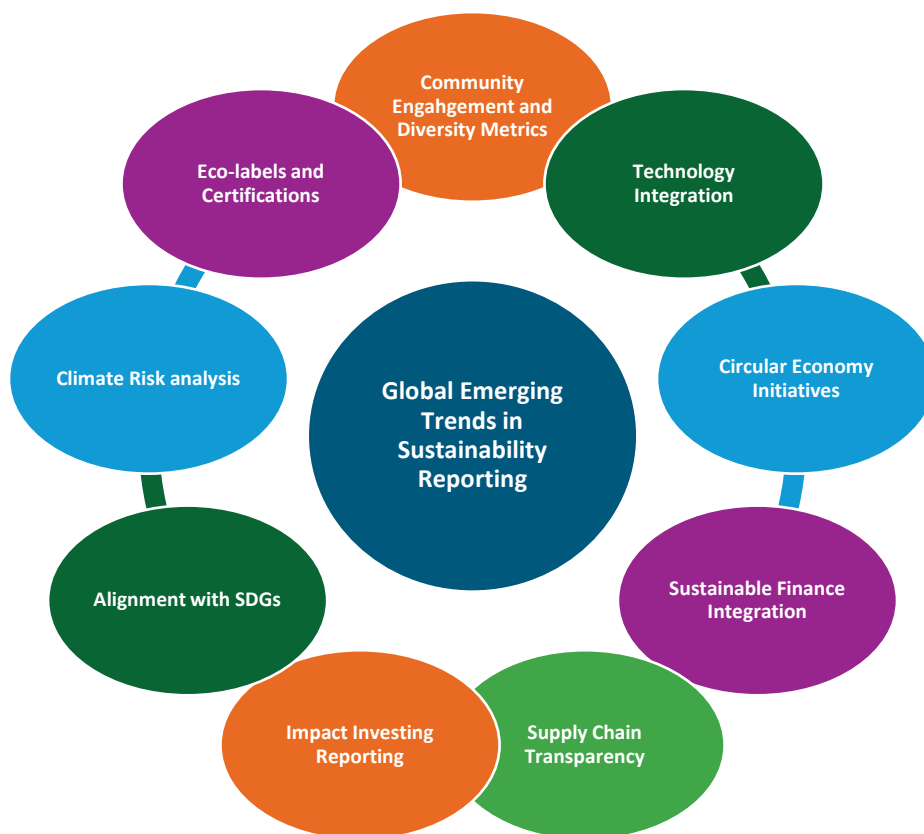 Community
Engahgement and
Diversity Metrics
Technology
Integration
Circular Economy
Initiatives
Sustainable Finance
Integration
Supply Chain
Transparency
Impact Investing
Reporting
Alignment with SDGs
Climate Risk analysis
Eco-labels and
Certifications
Global Emerging
Trends in
Sustainability
Reporting